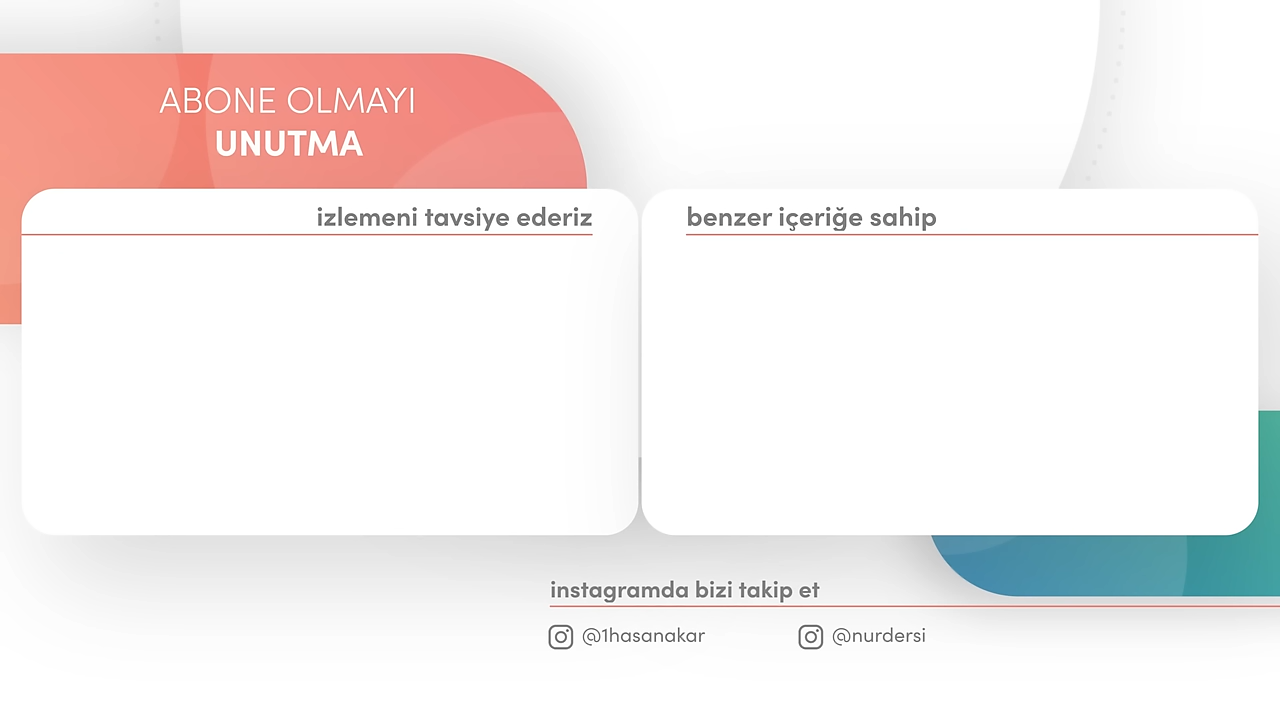 ABONE OLMAYI
UNUTMA
izlemeni tavsiye ederiz
benzer içeriğe sahip
instagramda bizi takip et
@1hasanakar
@nurdersi